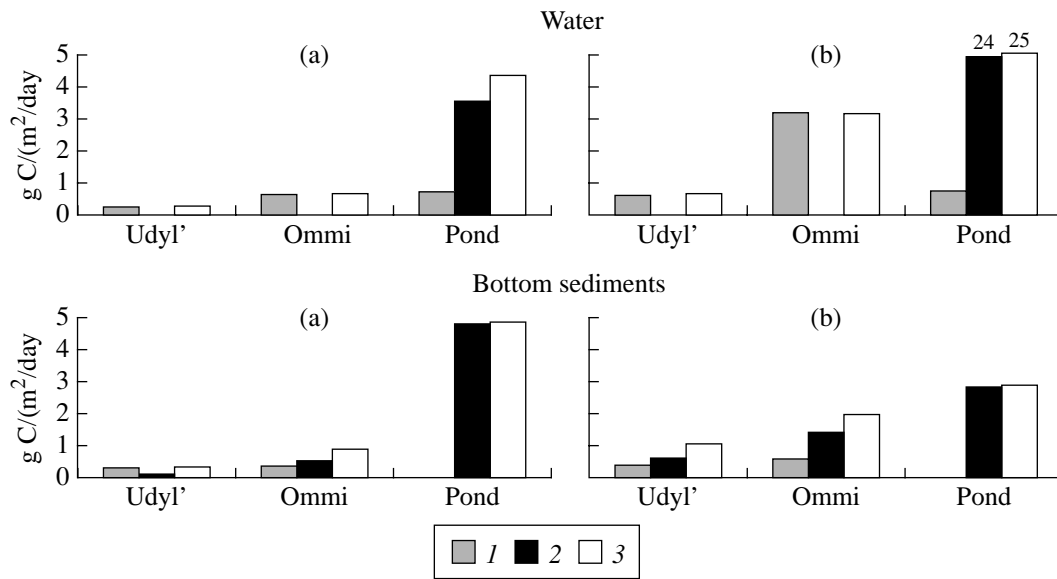 Water
(a)
(b)
24 25
g C/(m²/day
5
4
3
2
1
0
Udyl’ Ommi Pond
Udyl’ Ommi Pond
Bottom sediments
(a)
(b)
g C/(m²/day
5
4
3
2
1
0
Udyl’ Ommi Pond
Udyl’ Ommi Pond
1 2 3